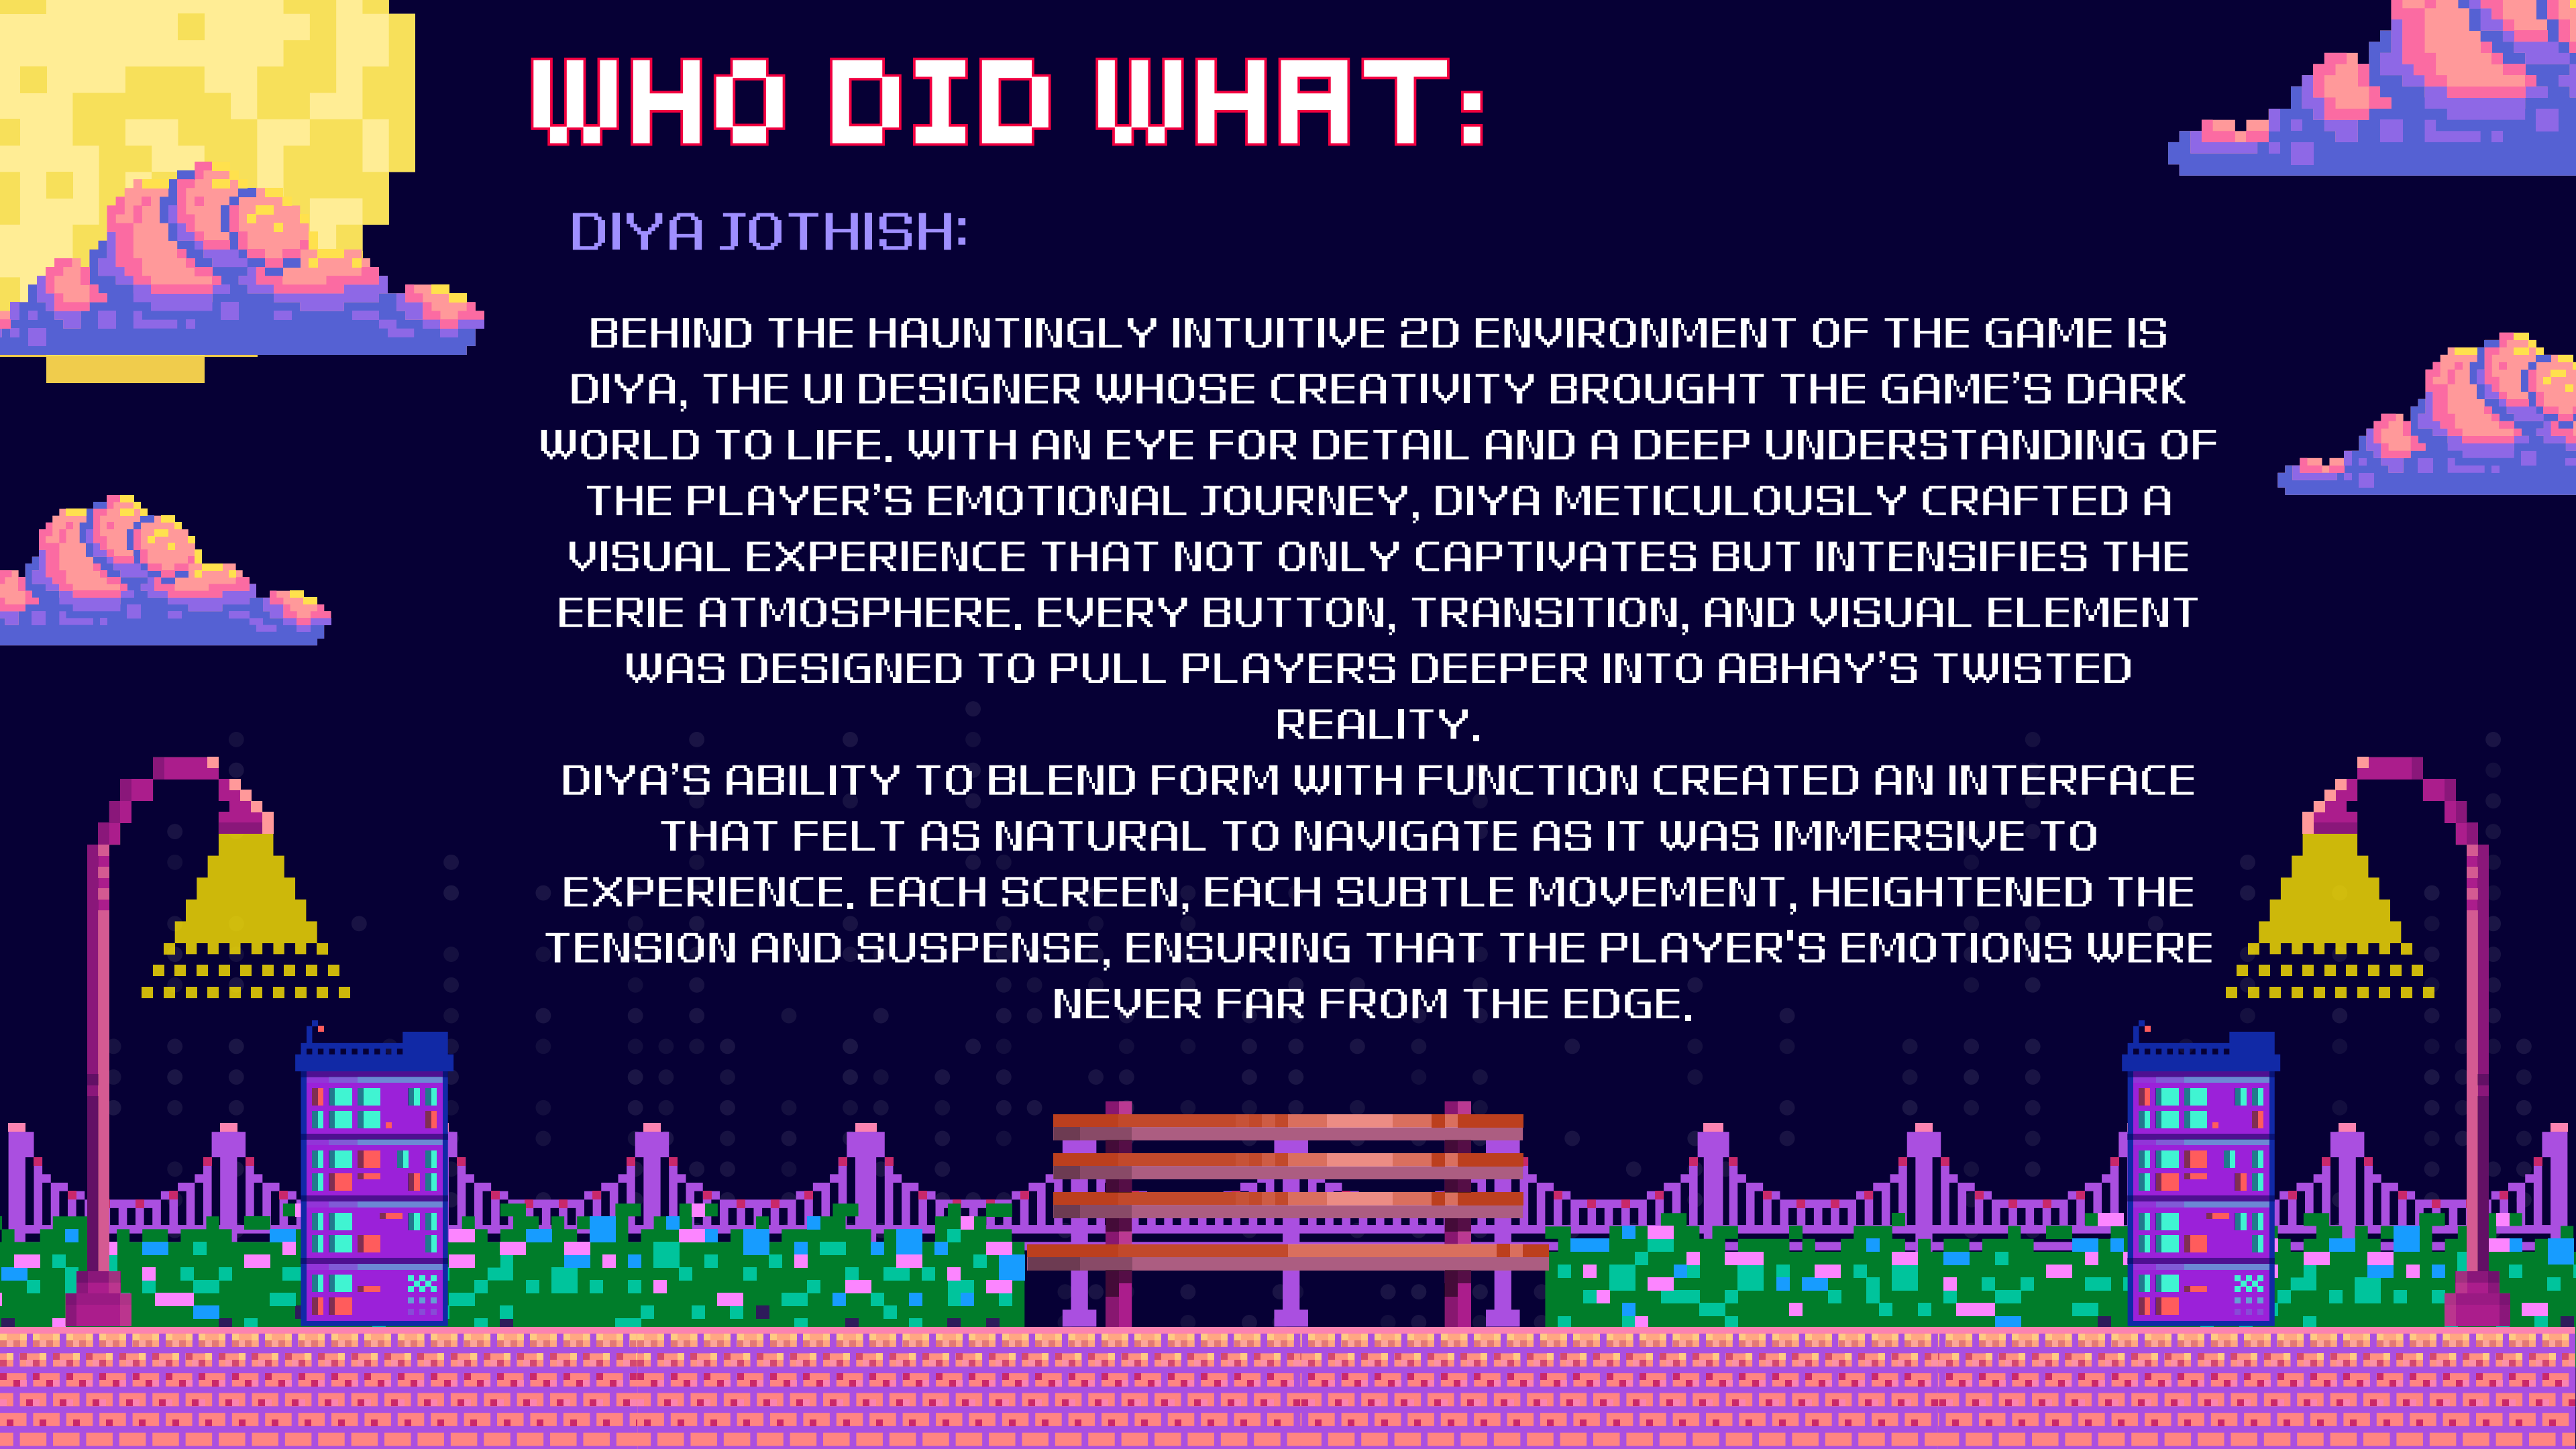 WHO DID WHAT:
DIYA JOTHISH:
BEHIND THE HAUNTINGLY INTUITIVE 2D ENVIRONMENT OF THE GAME IS
DIYA, THE UI DESIGNER WHOSE CREATIVITY BROUGHT THE GAME’S DARK
WORLD TO LIFE. WITH AN EYE FOR DETAIL AND A DEEP UNDERSTANDING OF
THE PLAYER’S EMOTIONAL JOURNEY, DIYA METICULOUSLY CRAFTED A
VISUAL EXPERIENCE THAT NOT ONLY CAPTIVATES BUT INTENSIFIES THE
EERIE ATMOSPHERE. EVERY BUTTON, TRANSITION, AND VISUAL ELEMENT
WAS DESIGNED TO PULL PLAYERS DEEPER INTO ABHAY’S TWISTED
REALITY.
DIYA’S ABILITY TO BLEND FORM WITH FUNCTION CREATED AN INTERFACE
THAT FELT AS NATURAL TO NAVIGATE AS IT WAS IMMERSIVE TO
EXPERIENCE. EACH SCREEN, EACH SUBTLE MOVEMENT, HEIGHTENED THE
TENSION AND SUSPENSE, ENSURING THAT THE PLAYER'S EMOTIONS WERE
NEVER FAR FROM THE EDGE.